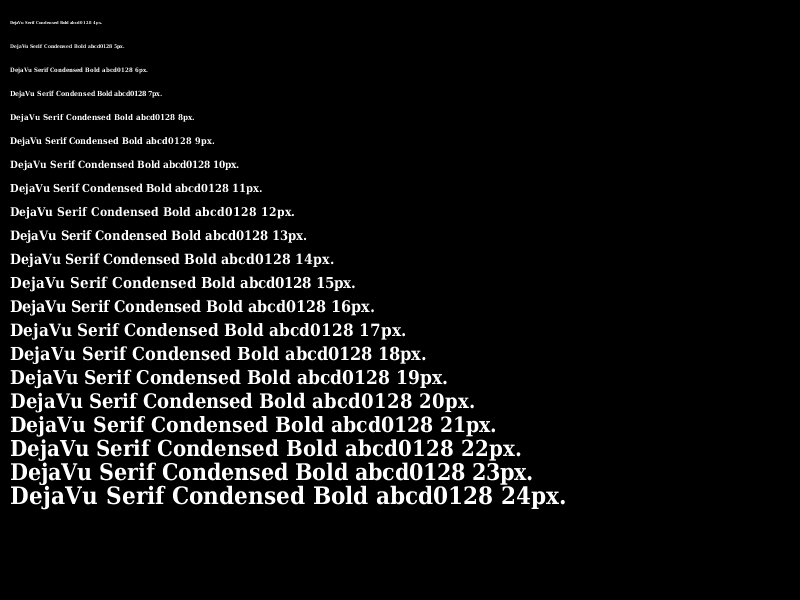 DejaVu Serif Condensed Bold abcd0128 4px.
DejaVu Serif Condensed Bold abcd0128 5px.
DejaVu Serif Condensed Bold abcd0128 6px.
DejaVu Serif Condensed Bold abcd0128 7px.
DejaVu Serif Condensed Bold abcd0128 8px.
DejaVu Serif Condensed Bold abcd0128 9px.
DejaVu Serif Condensed Bold abcd0128 10px.
DejaVu Serif Condensed Bold abcd0128 11px.
DejaVu Serif Condensed Bold abcd0128 12px.
DejaVu Serif Condensed Bold abcd0128 13px.
DejaVu Serif Condensed Bold abcd0128 14px.
DejaVu Serif Condensed Bold abcd0128 15px.
DejaVu Serif Condensed Bold abcd0128 16px.
DejaVu Serif Condensed Bold abcd0128 17px.
DejaVu Serif Condensed Bold abcd0128 18px.
DejaVu Serif Condensed Bold abcd0128 19px.
DejaVu Serif Condensed Bold abcd0128 20px.
DejaVu Serif Condensed Bold abcd0128 21px.
DejaVu Serif Condensed Bold abcd0128 22px.
DejaVu Serif Condensed Bold abcd0128 23px.
DejaVu Serif Condensed Bold abcd0128 24px.